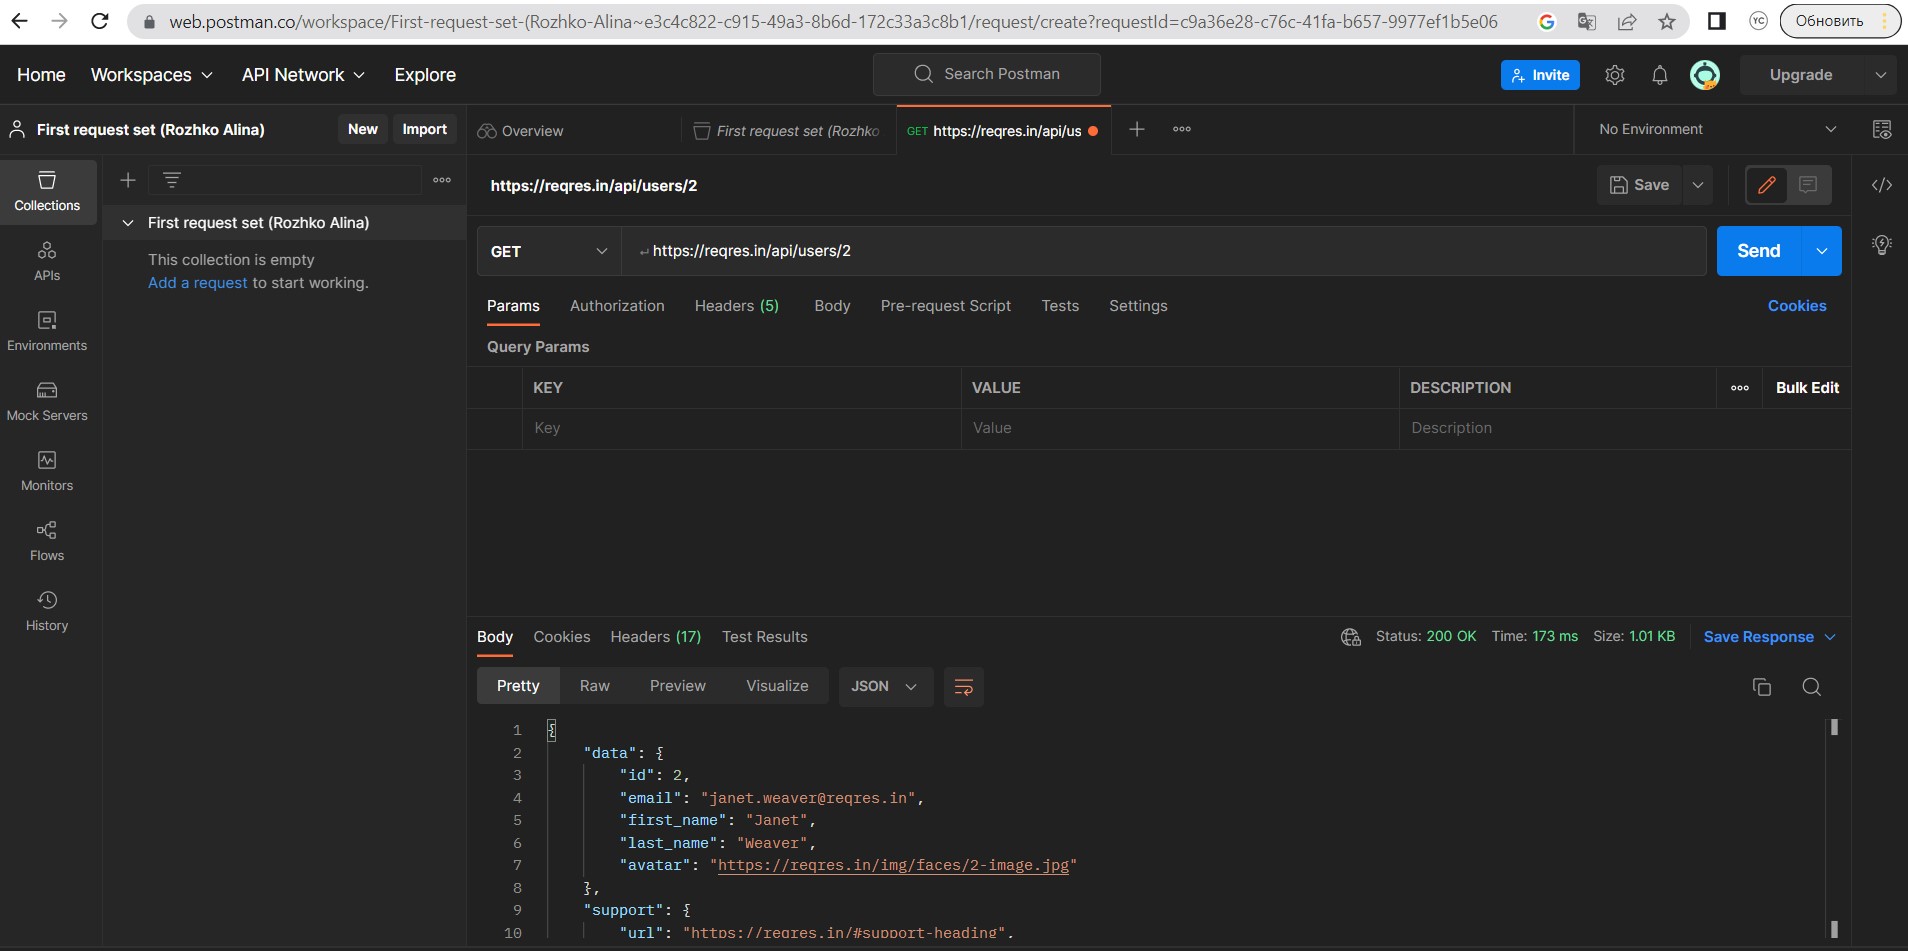 web.postman.co/workspace/First-request-set-(Rozhko-Alina~e3c4c822-c915-49a3-8b6d-172c33a3c8b1/request/create?requestId=c9a36e28-c76c-41fa-b657-9977ef1b5e06
YC
Обновить
Home Workspaces API Network Explore
Search Postman
Invite
Upgrade
First request set (Rozhko Alina) New Import
Overview First request set (Rozhko GET https://reqres.in/api/us
No Environment
Collections
APIs
Environments
Mock Servers
Monitors
Flows
History
First request set (Rozhko Alina)
This collection is empty
Add a request to start working.
https://reqres.in/api/users/2
Save
GET https://reqres.in/api/users/2 Send
Params Authorization Headers (5) Body Pre-request Script Tests Settings Cookies
Query Params
KEY VALUE DESCRIPTION Bulk Edit
Key Value Description
Body Cookies Headers (17) Test Results Status: 200 OK Time: 173 ms Size: 1.01 KB Save Response
Pretty Raw Preview Visualize JSON
1 {
2 "data": {
3 "id": 2,
4 "email": "janet.weaver@reqres.in",
5 "first_name": "Janet",
6 "last_name": "Weaver",
7 "avatar": "https://reqres.in/img/faces/2-image.jpg"
8 },
9 "support": {
10 "url": "https://reqres.in/#support-heading",